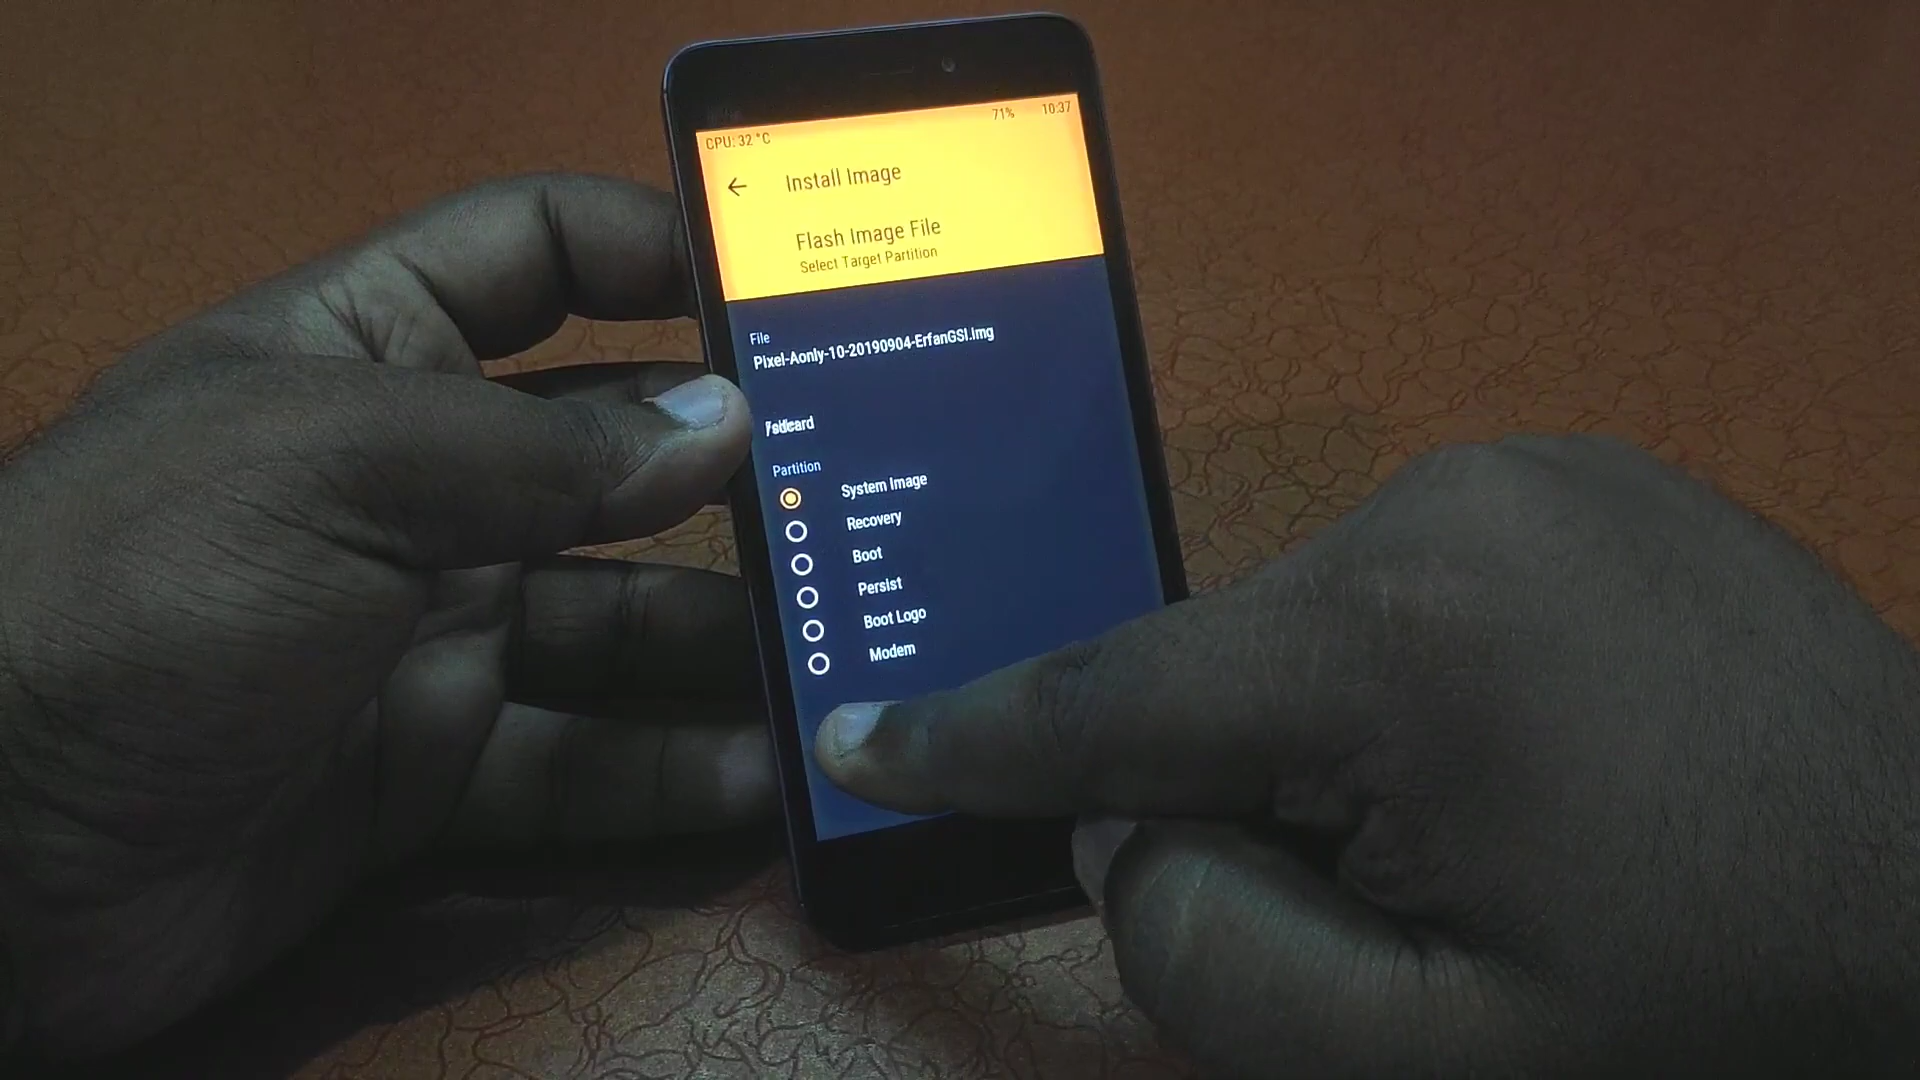 71% 10:37
CPU: 32 °C
Install Image
Flash Image File
Select Target Partition
File
Pixel-Aonly-10-20190904-ErfanGSI.img
Partition
System Image
Recovery
Boot
Persist
Boot Logo
Modem